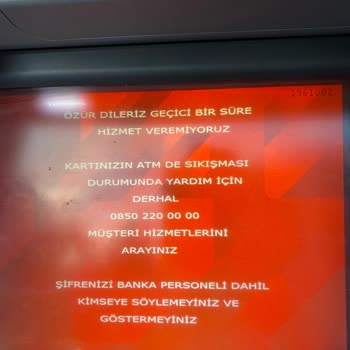 1961002
ÖZÜR DİLERİZ GEÇİCİ BİR SÜRE
HİZMET VEREMİYORUZ
KARTINIZIN ATM DE SIKIŞMASI
DURUMUNDA YARDIM İÇİN
DERHAL
0850 220 00 00
MÜŞTERİ HİZMETLERİNİ
ARAYINIZ
ŞİFRENİZİ BANKA PERSONELİ DAHİL
KİMSEYE SÖYLEMEYİNİZ VE
GÖSTERMEYİNİZ